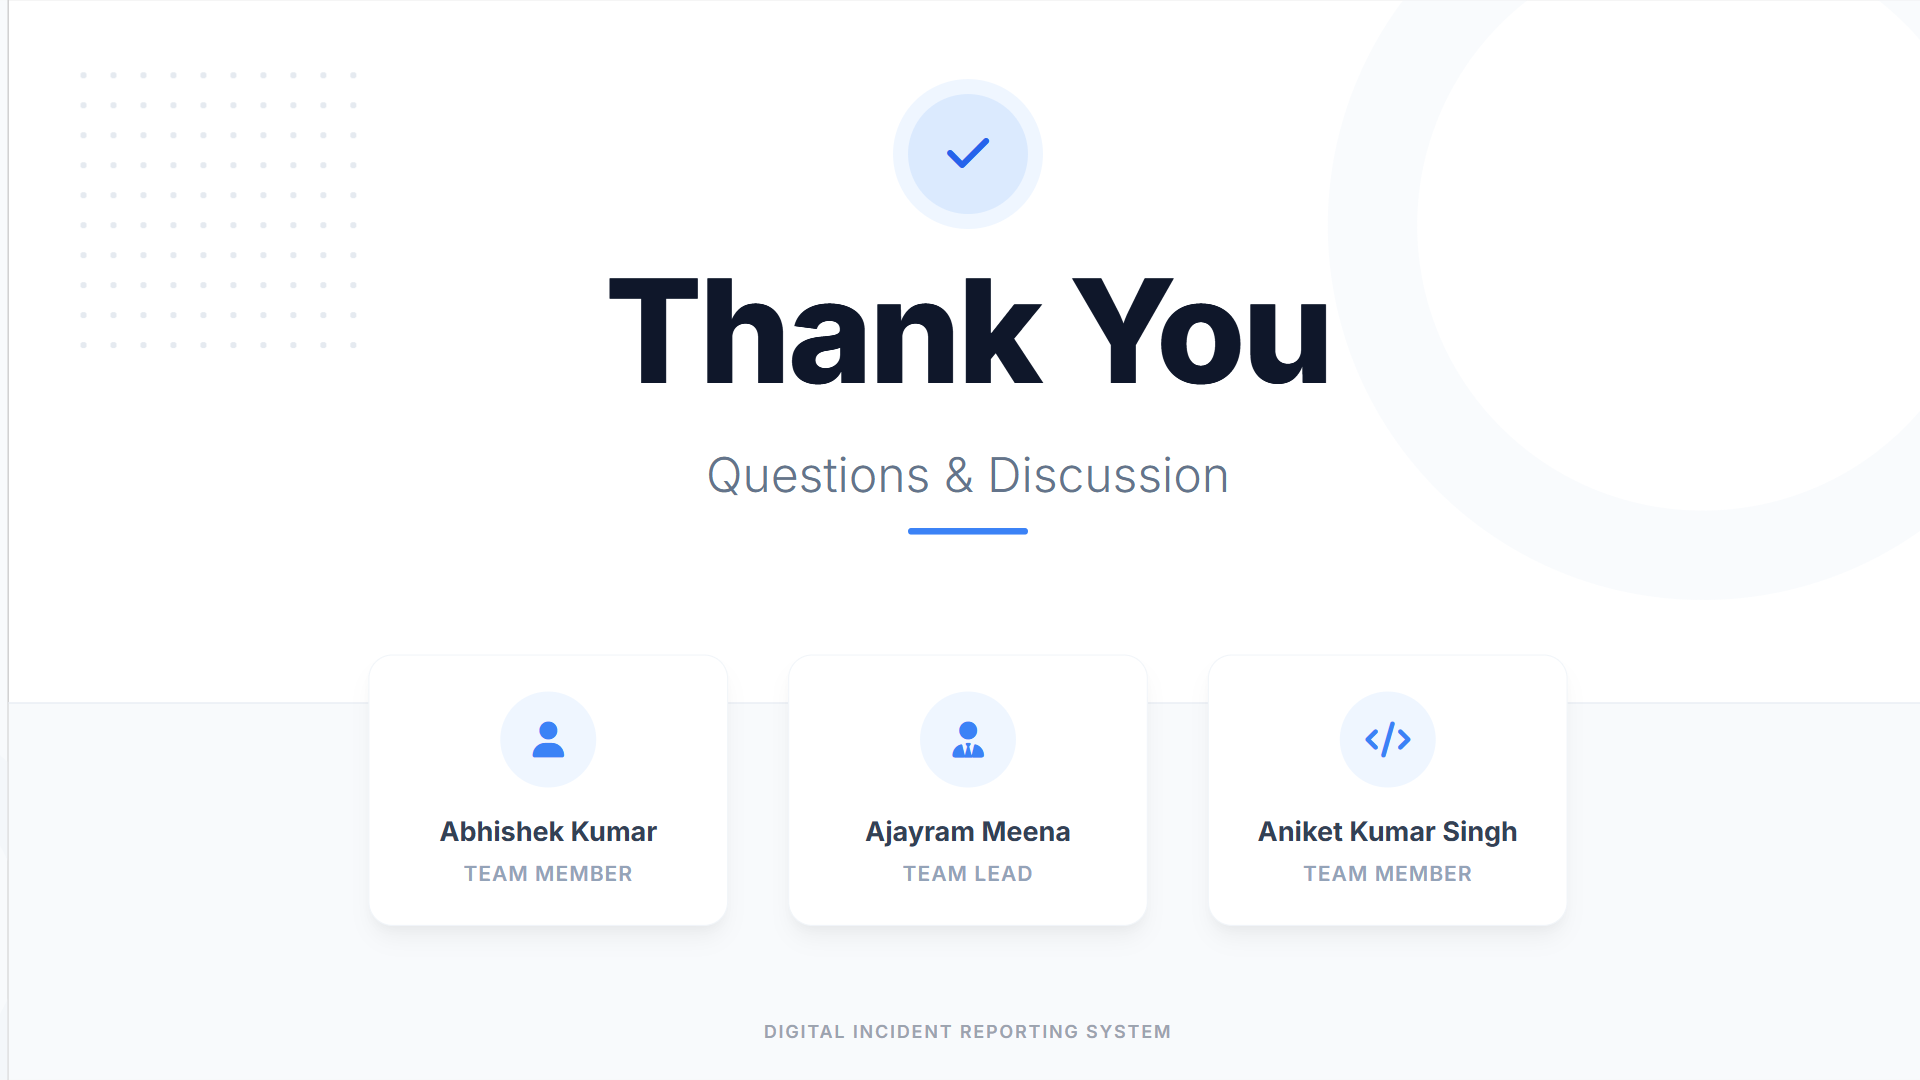 Thank You
Questions & Discussion
Abhishek Kumar
TEAM MEMBER
Ajayram Meena
TEAM LEAD
Aniket Kumar Singh
TEAM MEMBER
DIGITAL INCIDENT REPORTING SYSTEM